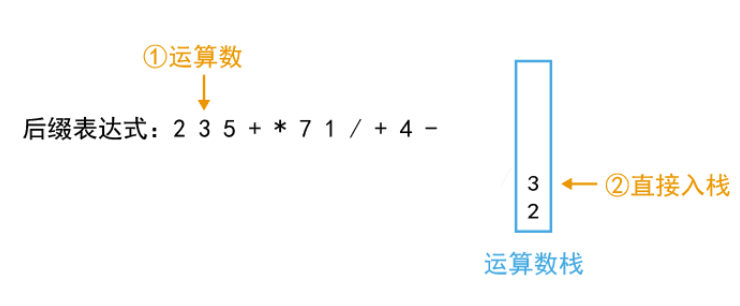 ①运算数
后缀表达式：2 3 5 + * 7 1 / + 4 -
3
②直接入栈
2
运算数栈